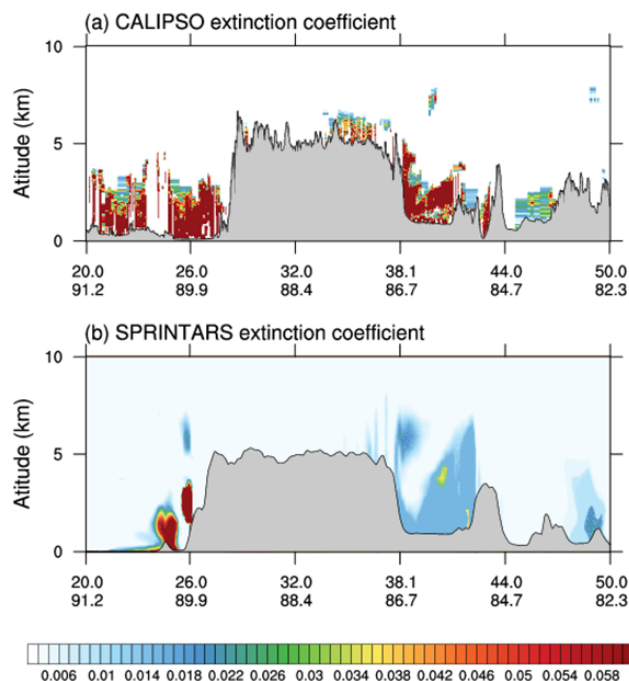 (a) CALIPSO extinction coefficient
10
5
0
Atitude (km)
20.0 26.0 32.0 38.1 44.0 50.0
91.2 89.9 88.4 86.7 84.7 82.3
(b) SPRINTARS extinction coefficient
10
5
0
Atitude (km)
20.0 26.0 32.0 38.1 44.0 50.0
91.2 89.9 88.4 86.7 84.7 82.3
0.006 0.01 0.018 0.022 0.026 0.03 0.034 0.038 0.046 0.05 0.054 0.058